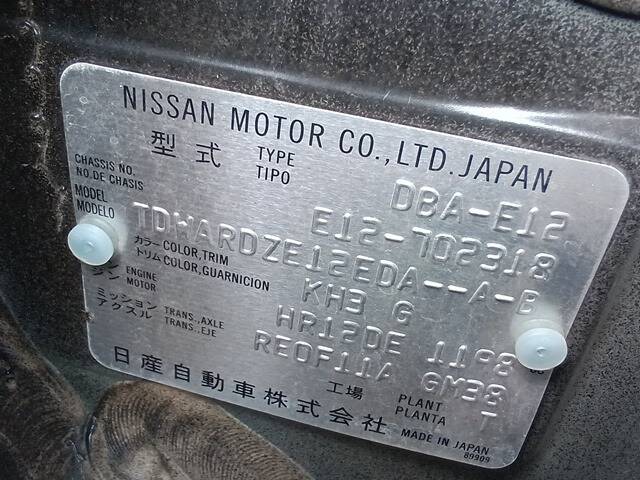 NISSAN MOTOR CO.,LTD. JAPAN
型式 TYPE TIPO DBA-E12
CHASSIS NO. NO.DE CHASIS E12-702318
MODEL MODELO TDWARDZE12EDA--A-B
カラー COLOR,TRIM トリム COLOR,GUARNICION KH3 G
ジン ENGINE MOTOR HR12DE 1198
ミッション TRANS.,AXLE アクスル TRANS.,EJE RE0F11A GM38
工場 PLANT PLANTA T
日産自動車株式会社 MADE IN JAPAN
89909